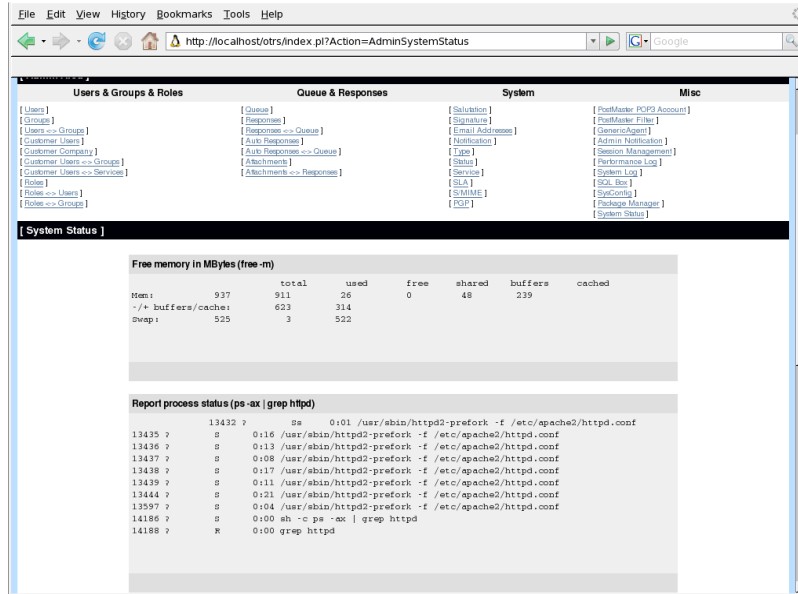 File Edit View History Bookmarks Tools Help
http://localhost/otrs/index.pl?Action=AdminSystemStatus
G Google
Users & Groups & Roles Queue & Responses System Misc
[ Users ] [ Queue ] [ Salutation ] [ PostMaster POP3 Account ]
[ Groups ] [ Responses ] [ Signature ] [ PostMaster Filter ]
[ Users <-> Groups ] [ Responses <-> Queue ] [ Email Addresses ] [ GenericAgent ]
[ Customer Users ] [ Auto Responses ] [ Notification ] [ Admin Notification ]
[ Customer Company ] [ Auto Responses <-> Queue ] [ Type ] [ Session Management ]
[ Customer Users <-> Groups ] [ Attachments ] [ Status ] [ Performance Log ]
[ Customer Users <-> Services ] [ Attachments <-> Responses ] [ Service ] [ System Log ]
[ Roles ] [ SLA ] [ SQL Box ]
[ Roles <-> Users ] [ S/MIME ] [ SysConfig ]
[ Roles <-> Groups ] [ PGP ] [ Package Manager ]
[ System Status ]
[ System Status ]
Free memory in MBytes (free -m)
total used free shared buffers cached
Mem: 937 911 26 0 48 239
-/+ buffers/cache: 623 314
Swap: 525 3 522
Report process status (ps -ax | grep httpd)
13432 ? Ss 0:01 /usr/sbin/httpd2-prefork -f /etc/apache2/httpd.conf
13435 ? S 0:16 /usr/sbin/httpd2-prefork -f /etc/apache2/httpd.conf
13436 ? S 0:13 /usr/sbin/httpd2-prefork -f /etc/apache2/httpd.conf
13437 ? S 0:08 /usr/sbin/httpd2-prefork -f /etc/apache2/httpd.conf
13438 ? S 0:17 /usr/sbin/httpd2-prefork -f /etc/apache2/httpd.conf
13439 ? S 0:11 /usr/sbin/httpd2-prefork -f /etc/apache2/httpd.conf
13444 ? S 0:21 /usr/sbin/httpd2-prefork -f /etc/apache2/httpd.conf
13597 ? S 0:04 /usr/sbin/httpd2-prefork -f /etc/apache2/httpd.conf
14186 ? S 0:00 sh -c ps -ax | grep httpd
14188 ? R 0:00 grep httpd